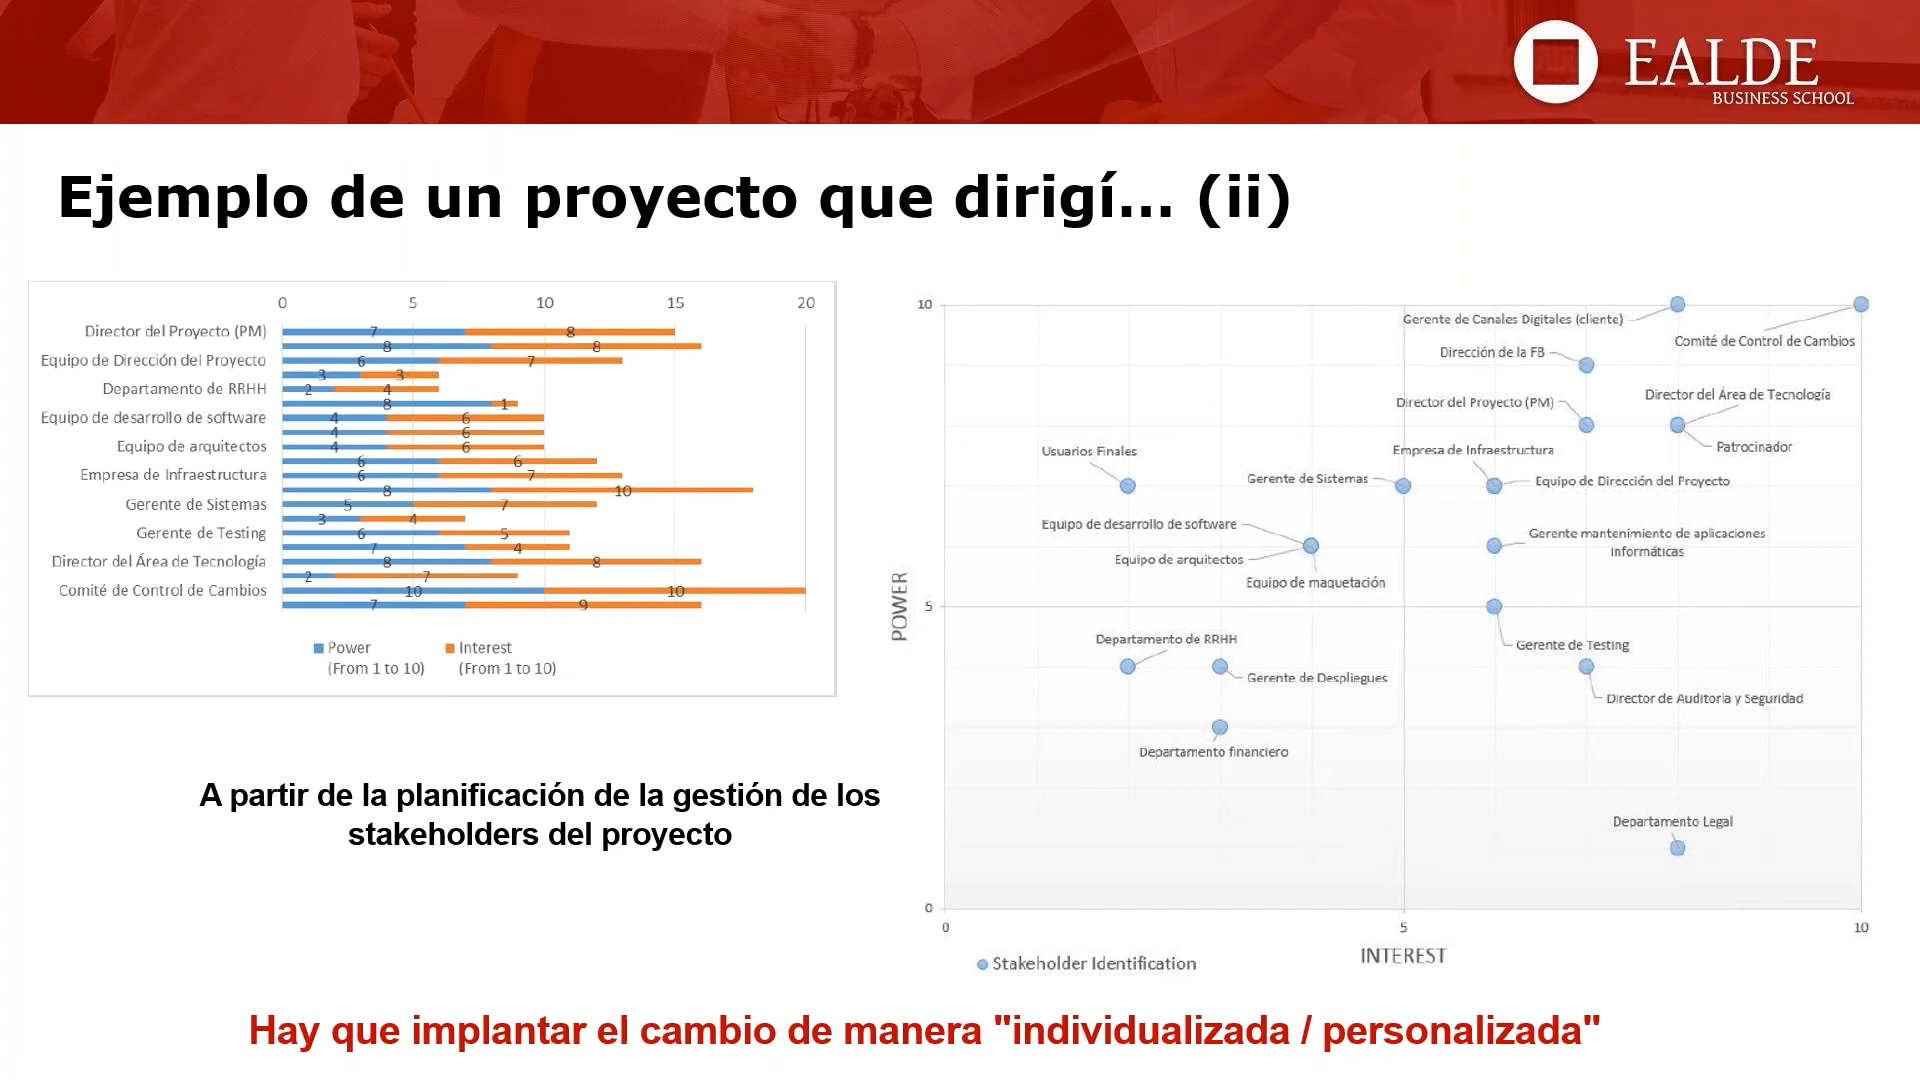 EALDE
BUSINESS SCHOOL
Ejemplo de un proyecto que dirigí... (ii)
0 5 10 15 20
Director del Proyecto (PM) 7 8
8 8
Equipo de Dirección del Proyecto 6 7
3 3
Departamento de RRHH 2 4
8 1
Equipo de desarrollo de software 4 6
4 6
Equipo de arquitectos 4 6
6 6
Empresa de Infraestructura 6 7
8 10
Gerente de Sistemas 5 7
3 4
Gerente de Testing 6 5
7 4
Director del Área de Tecnología 8 8
2 7
Comité de Control de Cambios 10 10
7 9
Power
(From 1 to 10)
Interest
(From 1 to 10)
A partir de la planificación de la gestión de los
stakeholders del proyecto
10
Gerente de Canales Digitales (cliente)
Comité de Control de Cambios
Dirección de la FB
Director del Área de Tecnología
Director del Proyecto (PM)
Patrocinador
Usuarios Finales
Empresa de Infraestructura
Gerente de Sistemas
Equipo de Dirección del Proyecto
Equipo de desarrollo de software
Gerente mantenimiento de aplicaciones
informáticas
Equipo de arquitectos
Equipo de maquetación
POWER
5
Departamento de RRHH
Gerente de Testing
Gerente de Despliegues
Director de Auditoría y Seguridad
Departamento financiero
Departamento Legal
0
0 5 10
INTEREST
Stakeholder Identification
Hay que implantar el cambio de manera "individualizada / personalizada"